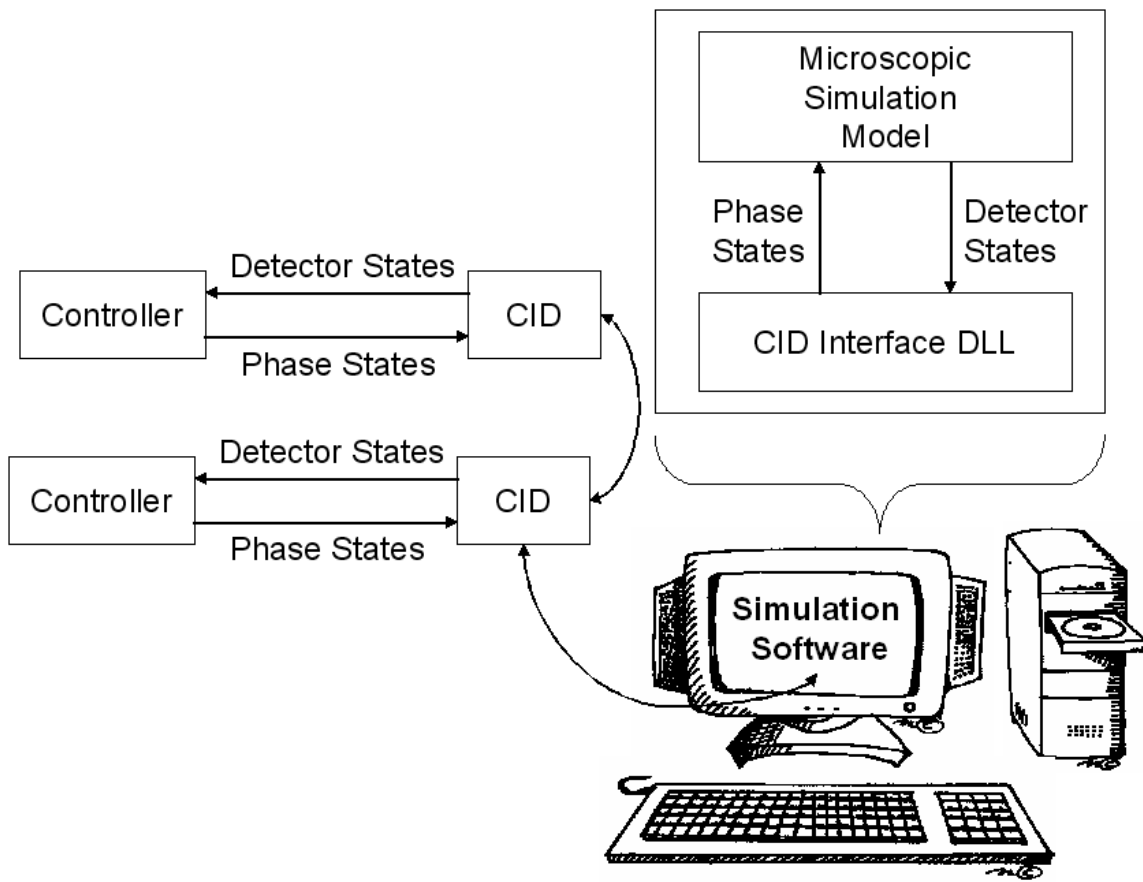 Microscopic
Simulation
Model
Phase
States
Detector
States
CID Interface DLL
Detector States
Controller
CID
Phase States
Detector States
Controller
CID
Phase States
Simulation
Software